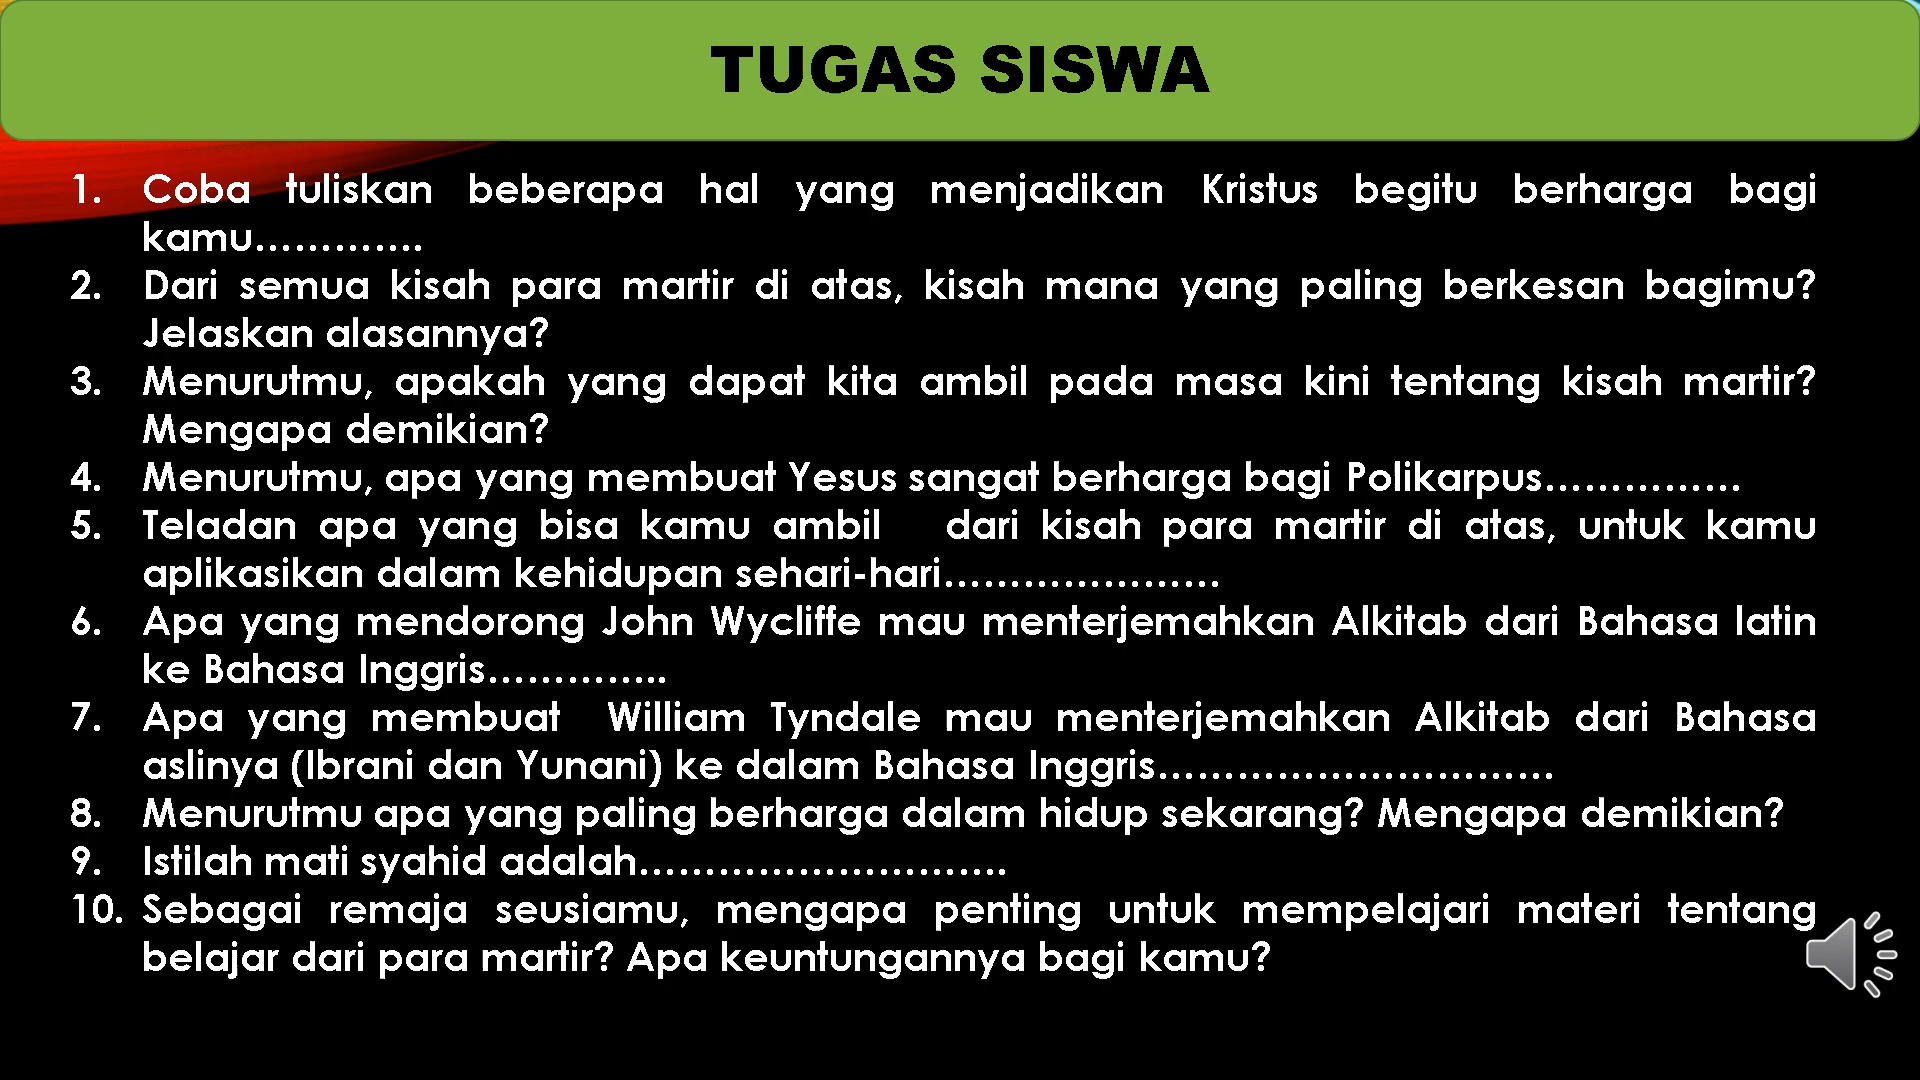 TUGAS SISWA
1. Coba tuliskan beberapa hal yang menjadikan Kristus begitu berharga bagi
kamu………….
2. Dari semua kisah para martir di atas, kisah mana yang paling berkesan bagimu?
Jelaskan alasannya?
3. Menurutmu, apakah yang dapat kita ambil pada masa kini tentang kisah martir?
Mengapa demikian?
4. Menurutmu, apa yang membuat Yesus sangat berharga bagi Polikarpus……………
5. Teladan apa yang bisa kamu ambil dari kisah para martir di atas, untuk kamu
aplikasikan dalam kehidupan sehari-hari…………………
6. Apa yang mendorong John Wycliffe mau menterjemahkan Alkitab dari Bahasa latin
ke Bahasa Inggris…………..
7. Apa yang membuat William Tyndale mau menterjemahkan Alkitab dari Bahasa
aslinya (Ibrani dan Yunani) ke dalam Bahasa Inggris…………………………
8. Menurutmu apa yang paling berharga dalam hidup sekarang? Mengapa demikian?
9. Istilah mati syahid adalah……………………….
10. Sebagai remaja seusiamu, mengapa penting untuk mempelajari materi tentang
belajar dari para martir? Apa keuntungannya bagi kamu?